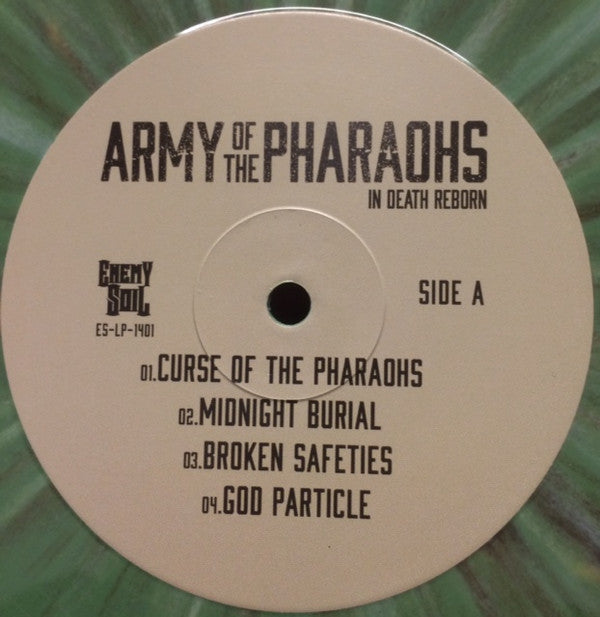 ARMY OF THE PHARAOHS
IN DEATH REBORN
ENEMY
SOIL
ES-LP-1401
SIDE A
01.CURSE OF THE PHARAOHS
02.MIDNIGHT BURIAL
03.BROKEN SAFETIES
04.GOD PARTICLE